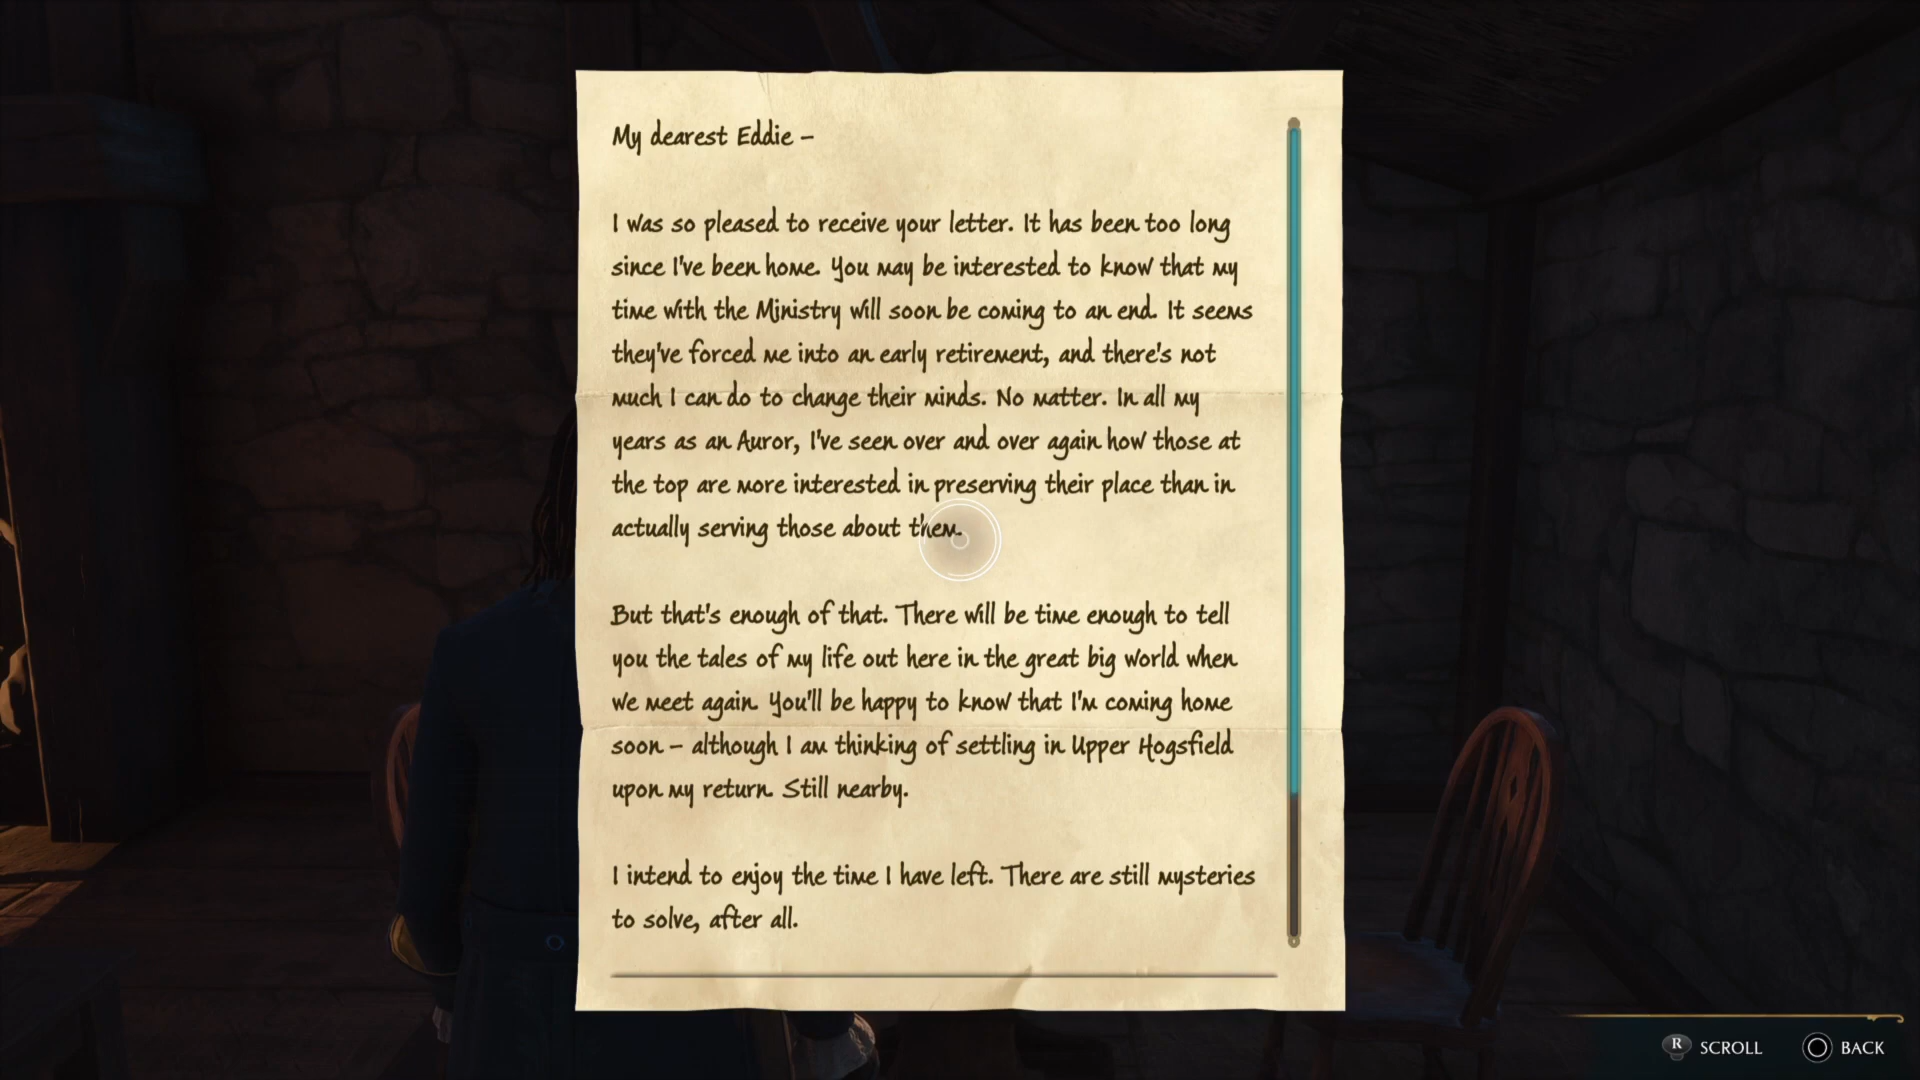 My dearest Eddie –
I was so pleased to receive your letter. It has been too long
since I've been home. You may be interested to know that my
time with the Ministry will soon be coming to an end. It seems
they've forced me into an early retirement, and there's not
much I can do to change their minds. No matter. In all my
years as an Auror, I've seen over and over again how those at
the top are more interested in preserving their place than in
actually serving those about them.
But that's enough of that. There will be time enough to tell
you the tales of my life out here in the great big world when
we meet again. You'll be happy to know that I'm coming home
soon – although I am thinking of settling in Upper Hogsfield
upon my return. Still nearby.
I intend to enjoy the time I have left. There are still mysteries
to solve, after all.
R SCROLL BACK